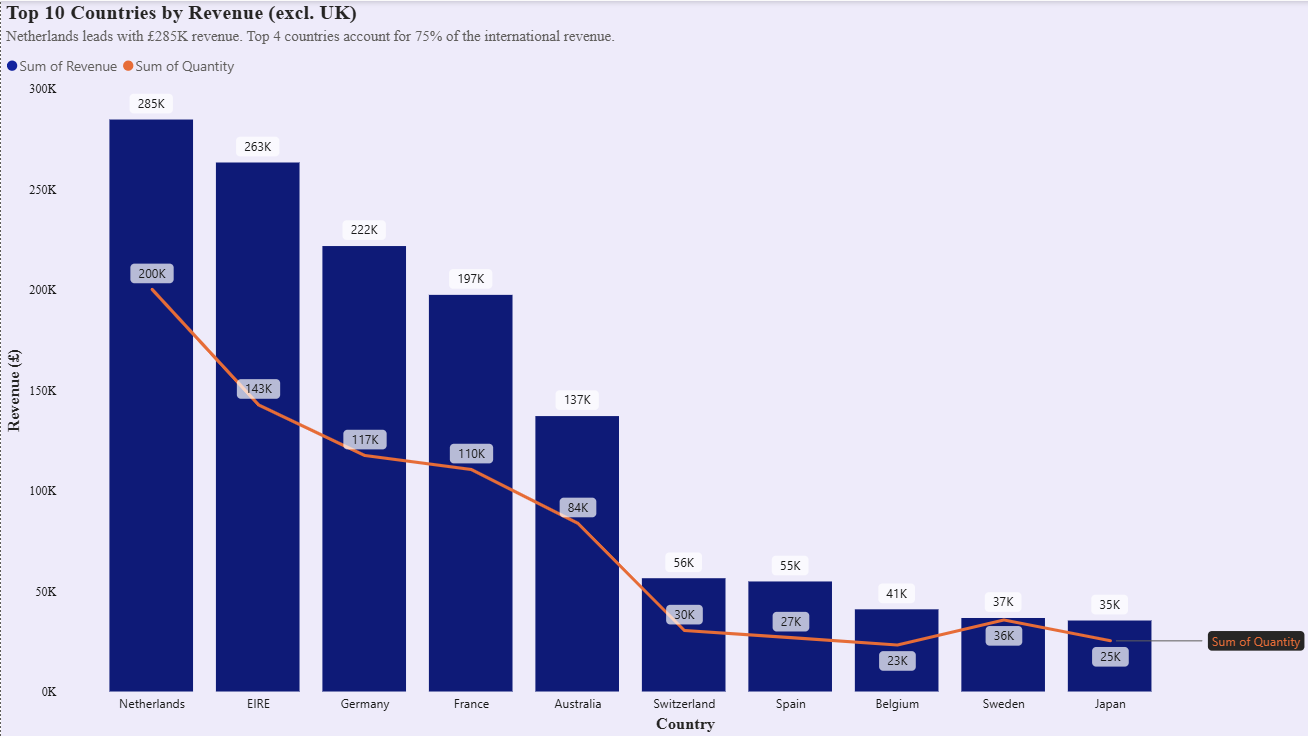 Top 10 Countries by Revenue (excl. UK)
Netherlands leads with £285K revenue. Top 4 countries account for 75% of the international revenue.
Sum of Revenue Sum of Quantity
300K
250K
200K
150K
100K
50K
0K
Revenue (£)
285K
263K
222K
197K
137K
56K
55K
41K
37K
35K
200K
143K
117K
110K
84K
30K
27K
23K
36K
25K
Sum of Quantity
Netherlands EIRE Germany France Australia Switzerland Spain Belgium Sweden Japan
Country